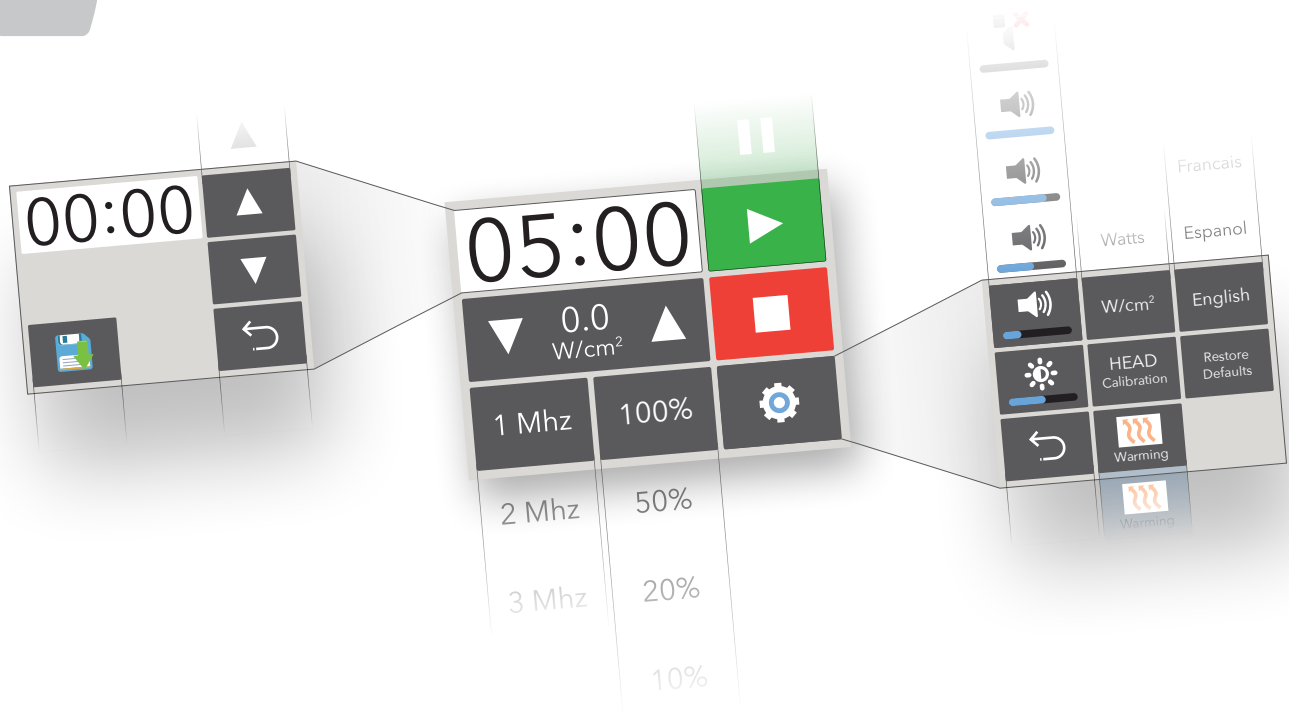 00:00
05:00
0.0
W/cm²
1 Mhz
100%
2 Mhz
50%
3 Mhz
20%
10%
Francais
Watts
Espanol
W/cm²
English
HEAD
Calibration
Restore
Defaults
Warming
Warming